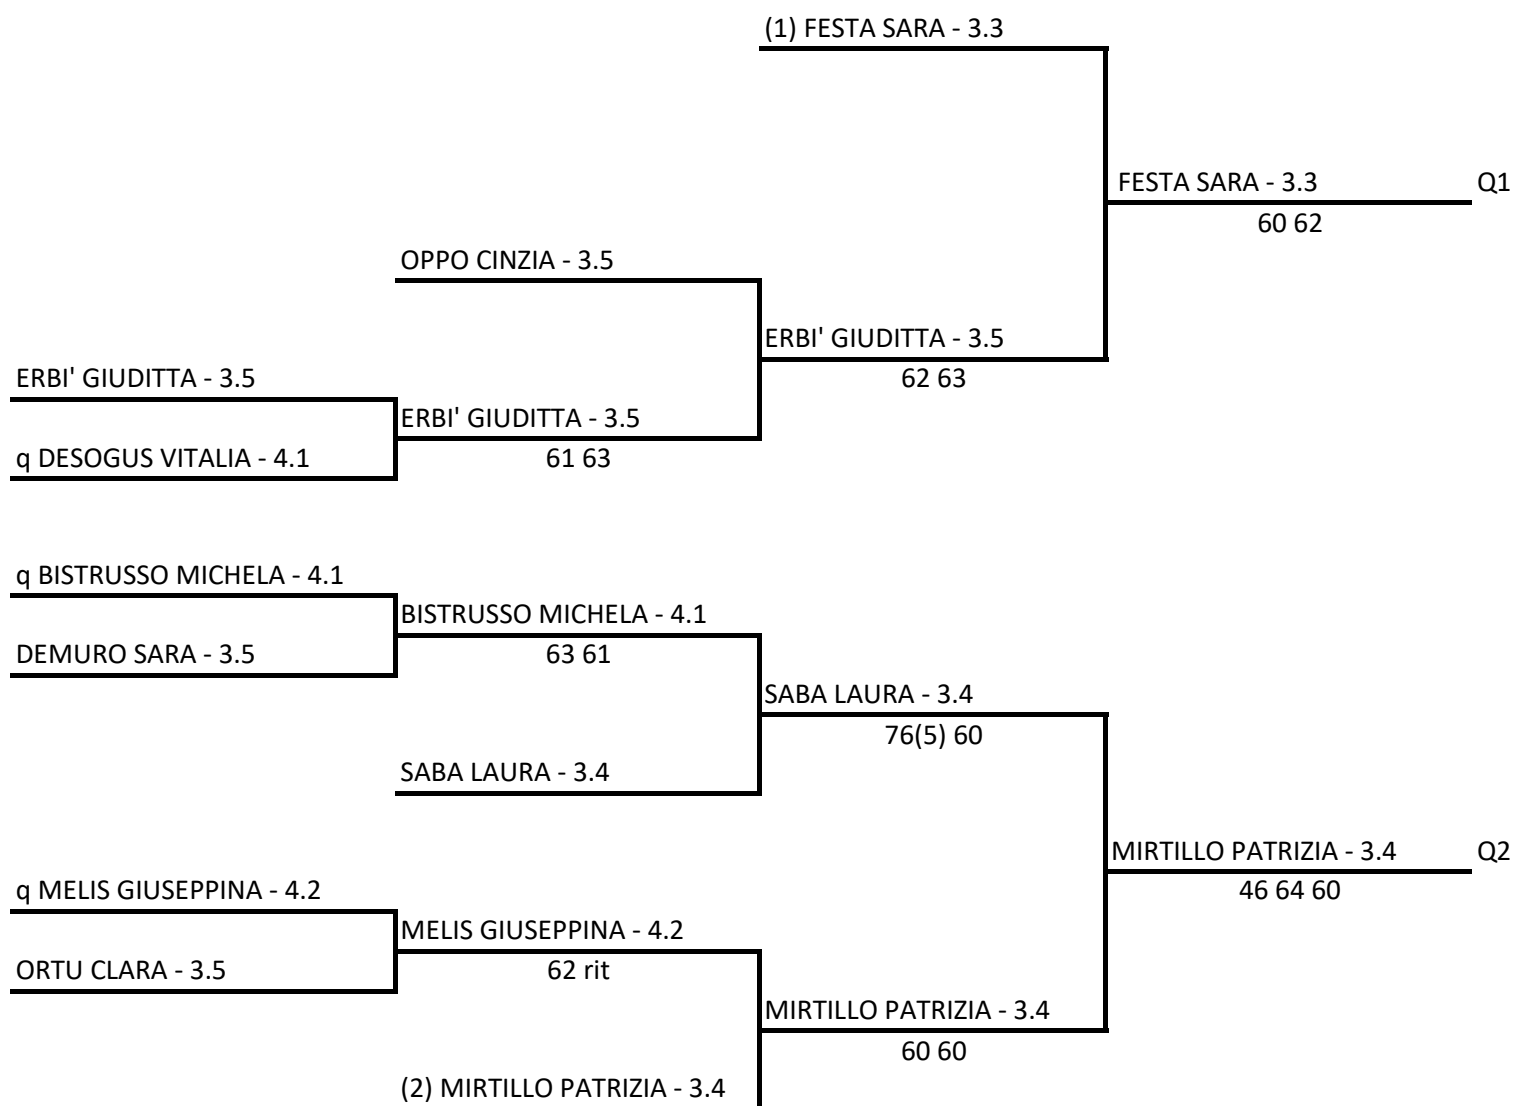 (1) FESTA SARA - 3.3
FESTA SARA - 3.3 Q1
60 62
OPPO CINZIA - 3.5
ERBI' GIUDITTA - 3.5
62 63
ERBI' GIUDITTA - 3.5
ERBI' GIUDITTA - 3.5
q DESOGUS VITALIA - 4.1
61 63
q BISTRUSSO MICHELA - 4.1
BISTRUSSO MICHELA - 4.1
DEMURO SARA - 3.5
63 61
SABA LAURA - 3.4
76(5) 60
SABA LAURA - 3.4
MIRTILLO PATRIZIA - 3.4 Q2
46 64 60
q MELIS GIUSEPPINA - 4.2
MELIS GIUSEPPINA - 4.2
ORTU CLARA - 3.5
62 rit
MIRTILLO PATRIZIA - 3.4
60 60
(2) MIRTILLO PATRIZIA - 3.4